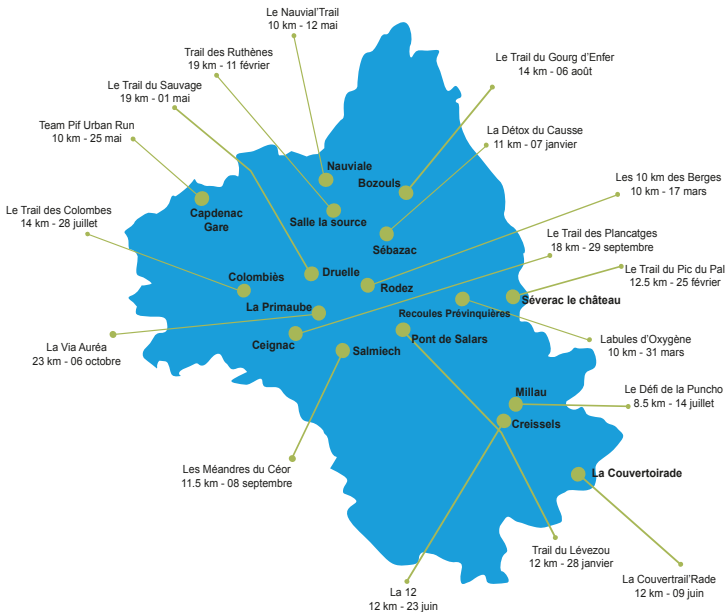 Le Nauvial'Trail
10 km - 12 mai
Trail des Ruthènes
19 km - 11 février
Le Trail du Gourg d'Enfer
14 km - 06 août
Le Trail du Sauvage
19 km - 01 mai
Team Pif Urban Run
10 km - 25 mai
La Détox du Causse
11 km - 07 janvier
Nauviale
Bozouls
Les 10 km des Berges
10 km - 17 mars
Capdenac
Gare
Salle la source
Le Trail des Colombes
14 km - 28 juillet
Sébazac
Le Trail des Plancatges
18 km - 29 septembre
Druelle
Colombiès
Rodez
Le Trail du Pic du Pal
12.5 km - 25 février
Séverac le château
La Primaube
Recoules Prévinquières
Ceignac
Salmiech
Pont de Salars
La Via Auréa
23 km - 06 octobre
Labules d'Oxygène
10 km - 31 mars
Millau
Le Défi de la Puncho
8.5 km - 14 juillet
Creissels
Les Méandres du Céor
11.5 km - 08 septembre
La Couvertoirade
Trail du Lévezou
12 km - 28 janvier
La Couvertrail'Rade
12 km - 09 juin
La 12
12 km - 23 juin